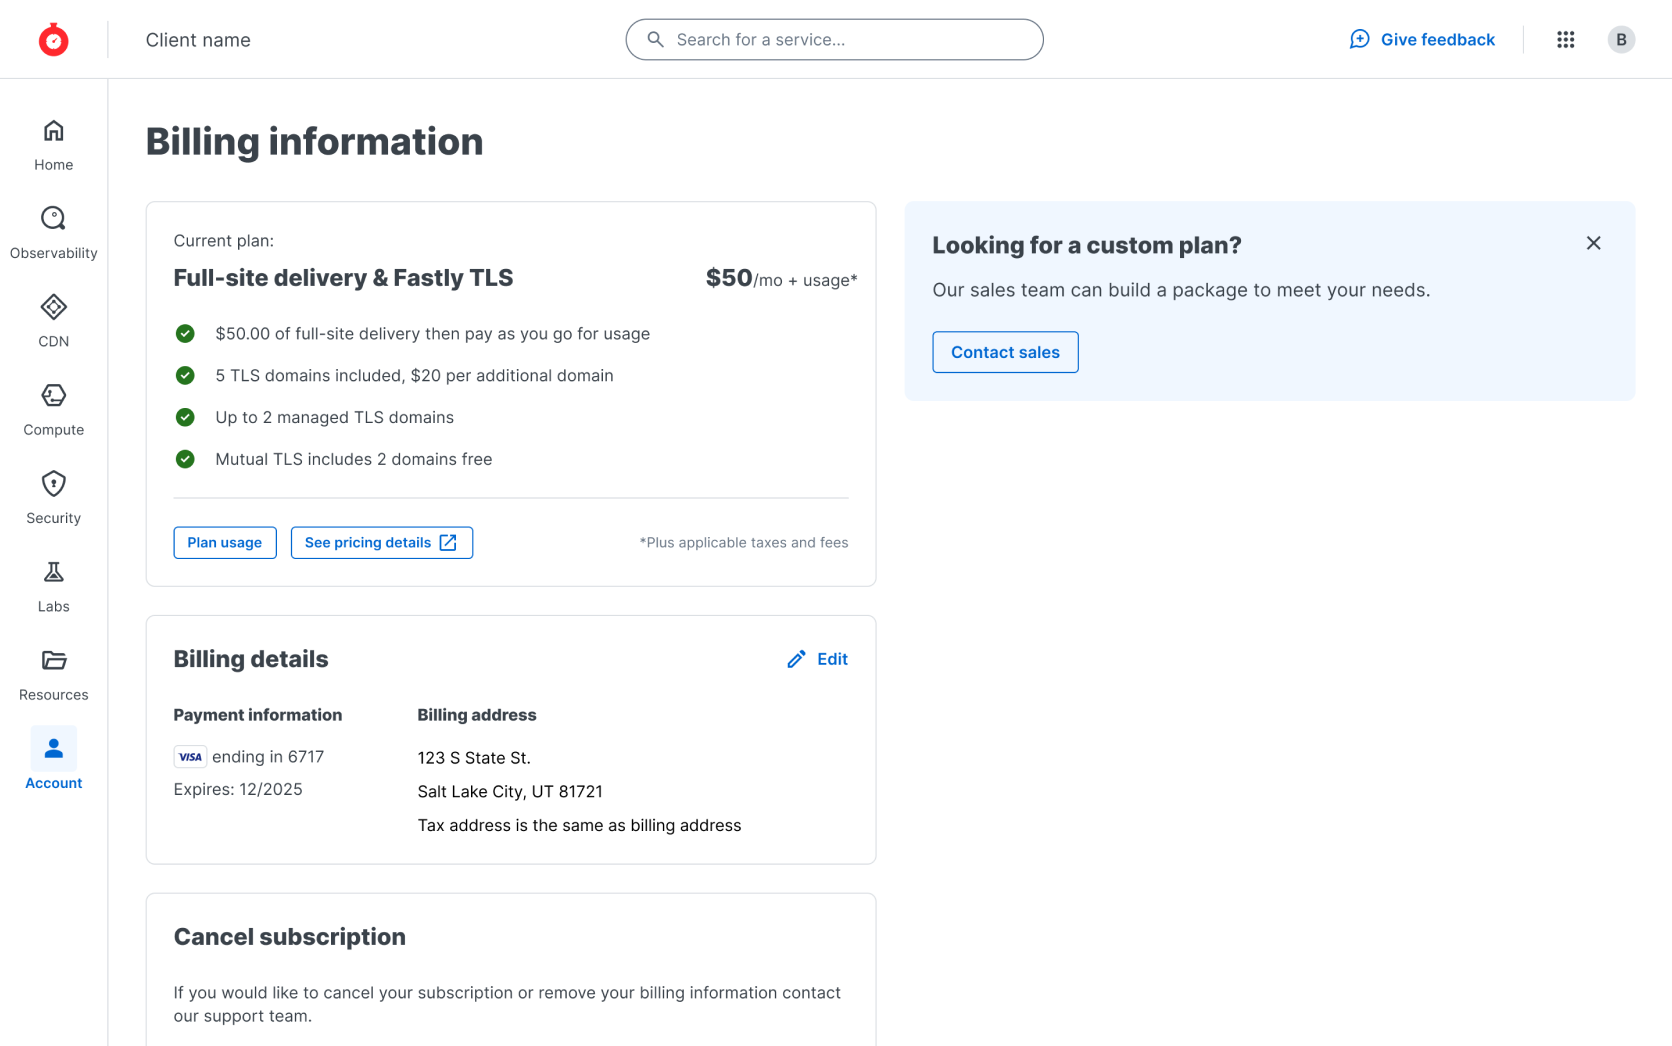 Client name
Search for a service...
Give feedback
B
Home
Observability
CDN
Compute
Security
Labs
Resources
Account
Billing information
Current plan:
Full-site delivery & Fastly TLS
$50/mo + usage*
$50.00 of full-site delivery then pay as you go for usage
5 TLS domains included, $20 per additional domain
Up to 2 managed TLS domains
Mutual TLS includes 2 domains free
Plan usage
See pricing details
*Plus applicable taxes and fees
Looking for a custom plan?
Our sales team can build a package to meet your needs.
Contact sales
Billing details
Edit
Payment information
VISA ending in 6717
Expires: 12/2025
Billing address
123 S State St.
Salt Lake City, UT 81721
Tax address is the same as billing address
Cancel subscription
If you would like to cancel your subscription or remove your billing information contact
our support team.